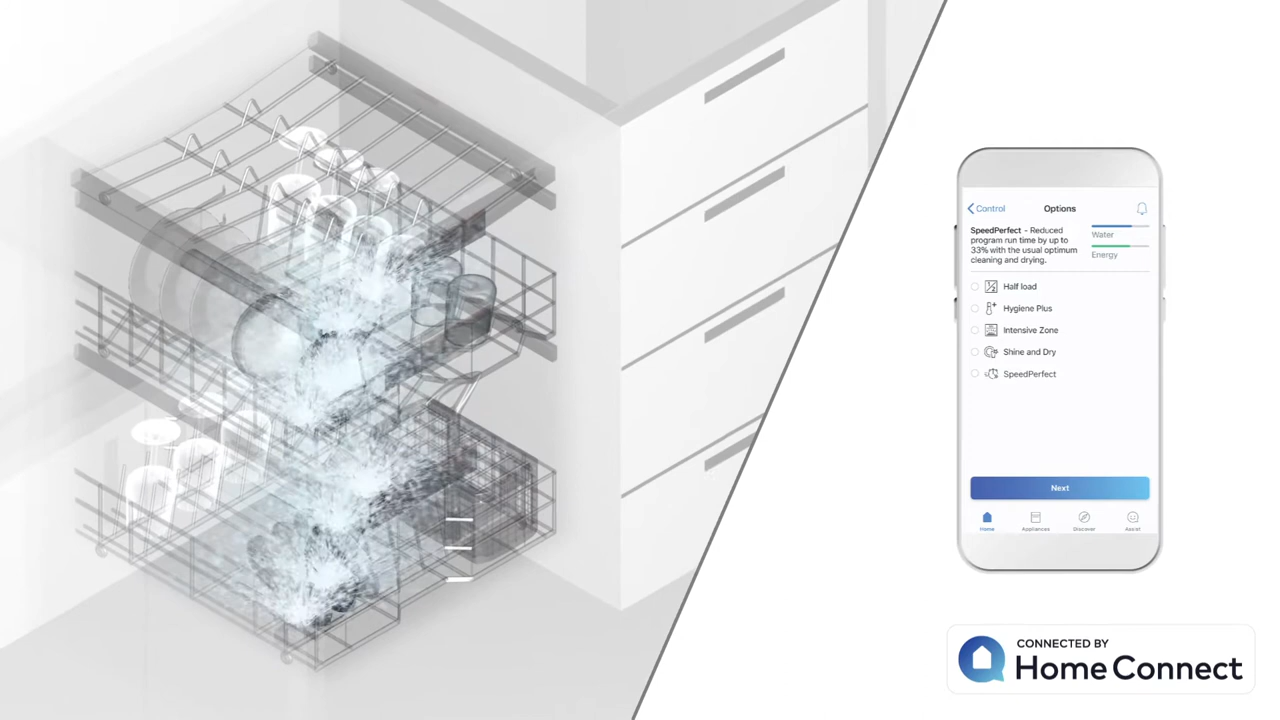 Control
Options
SpeedPerfect - Reduced
program run time by up to
33% with the usual optimum
cleaning and drying.
Water
Energy
Half load
Hygiene Plus
Intensive Zone
Shine and Dry
SpeedPerfect
Next
Home
Appliances
Discover
Assist
CONNECTED BY
Home Connect